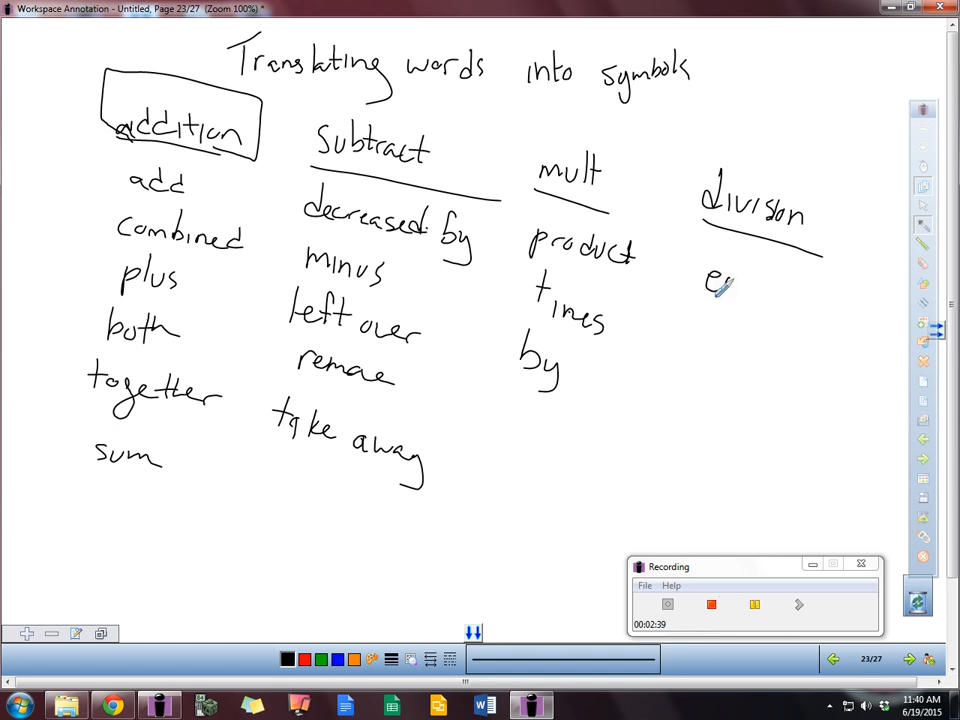 Workspace Annotation - Untitled, Page 23/27 (Zoom 100%) *
Translating words into symbols
addition
add
combined
plus
both
together
sum
Subtract
decreased by
minus
left over
take away
mult
product
times
by
division
Recording
File Help
00:02:39
23/27
11:40 AM
6/19/2015